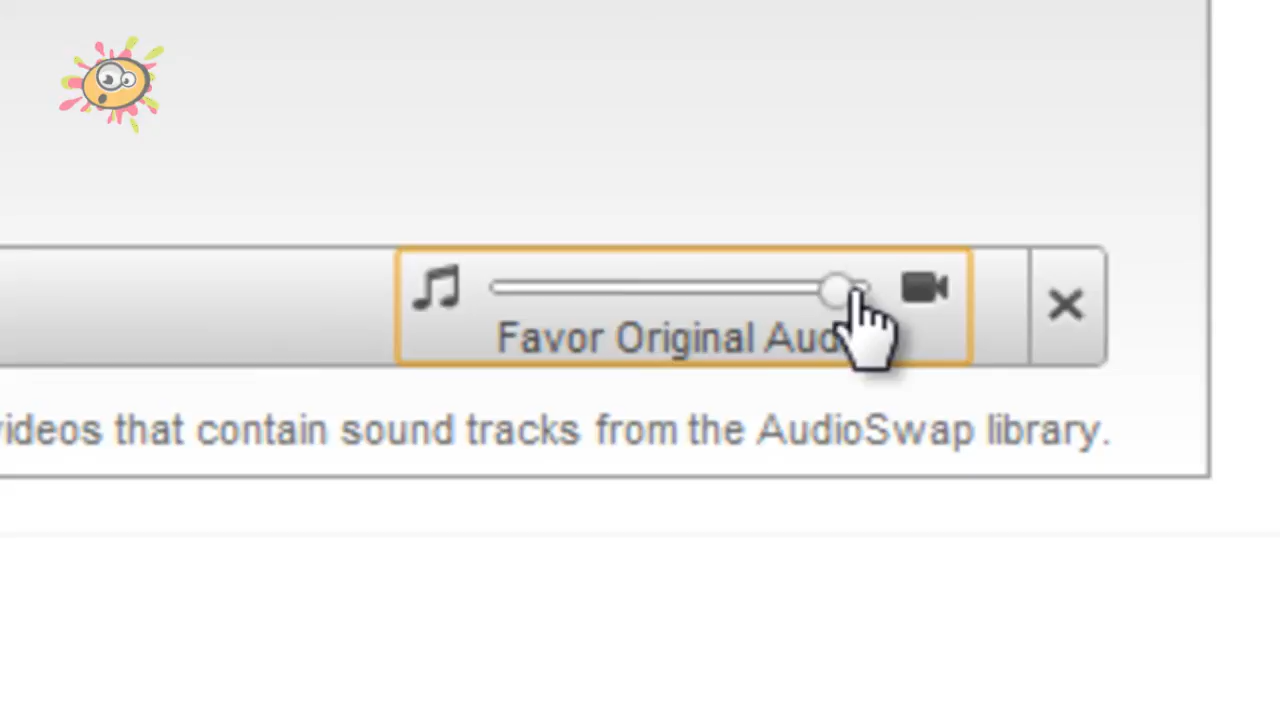 Favor Original Aud
videos that contain sound tracks from the AudioSwap library.